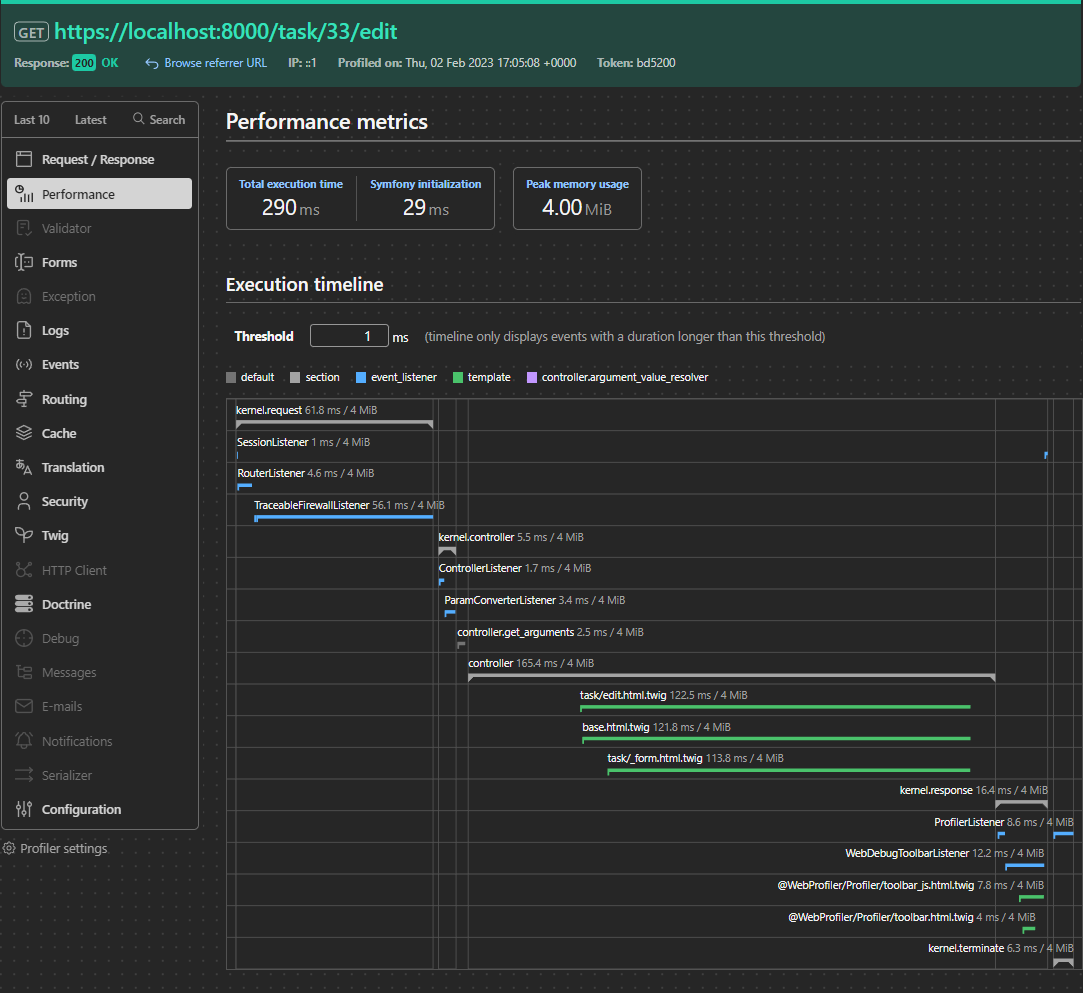 GET https://localhost:8000/task/33/edit
Response: 200 OK Browse referrer URL IP: ::1 Profiled on: Thu, 02 Feb 2023 17:05:08 +0000 Token: bd5200
Last 10 Latest Search
Request / Response
Performance
Validator
Forms
Exception
Logs
Events
Routing
Cache
Translation
Security
Twig
HTTP Client
Doctrine
Debug
Messages
E-mails
Notifications
Serializer
Configuration
Profiler settings
Performance metrics
Total execution time Symfony initialization Peak memory usage
290 ms 29 ms 4.00 MiB
Execution timeline
Threshold 1 ms (timeline only displays events with a duration longer than this threshold)
default section event_listener template controller.argument_value_resolver
kernel.request 61.8 ms / 4 MiB
SessionListener 1 ms / 4 MiB
RouterListener 4.6 ms / 4 MiB
TraceableFirewallListener 56.1 ms / 4 MiB
kernel.controller 5.5 ms / 4 MiB
ControllerListener 1.7 ms / 4 MiB
ParamConverterListener 3.4 ms / 4 MiB
controller.get_arguments 2.5 ms / 4 MiB
controller 165.4 ms / 4 MiB
task/edit.html.twig 122.5 ms / 4 MiB
base.html.twig 121.8 ms / 4 MiB
task/_form.html.twig 113.8 ms / 4 MiB
kernel.response 16.4 ms / 4 MiB
ProfilerListener 8.6 ms / 4 MiB
WebDebugToolbarListener 12.2 ms / 4 MiB
@WebProfiler/Profiler/toolbar_js.html.twig 7.8 ms / 4 MiB
@WebProfiler/Profiler/toolbar.html.twig 4 ms / 4 MiB
kernel.terminate 6.3 ms / 4 MiB